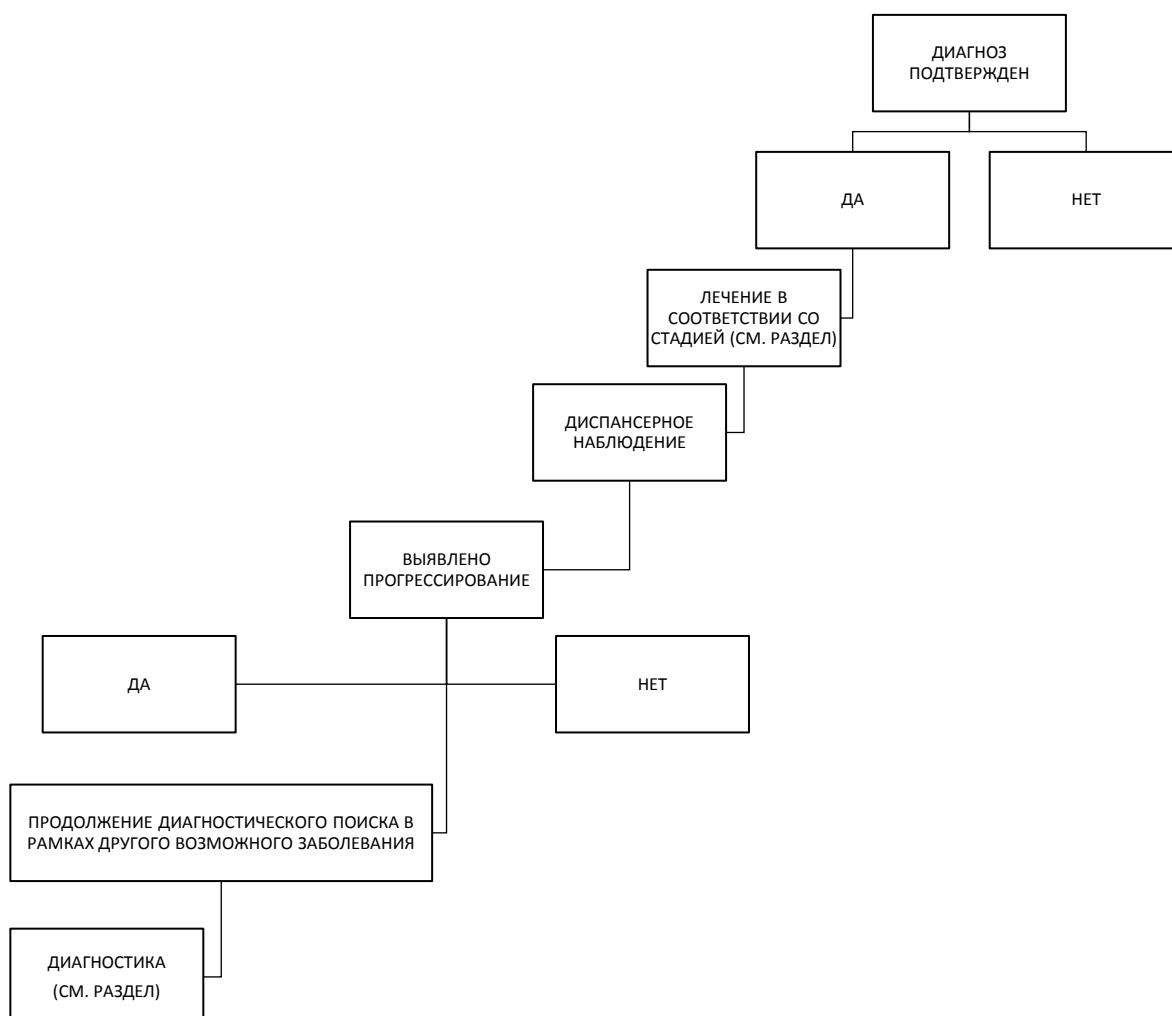 ДИАГНОЗ
ПОДТВЕРЖДЕН
ДА
НЕТ
ЛЕЧЕНИЕ В
СООТВЕТСТВИИ СО
СТАДИЕЙ (СМ. РАЗДЕЛ)
ДИСПАНСЕРНОЕ
НАБЛЮДЕНИЕ
ВЫЯВЛЕНО
ПРОГРЕССИРОВАНИЕ
ДА
НЕТ
ПРОДОЛЖЕНИЕ ДИАГНОСТИЧЕСКОГО ПОИСКА В
РАМКАХ ДРУГОГО ВОЗМОЖНОГО ЗАБОЛЕВАНИЯ
ДИАГНОСТИКА
(СМ. РАЗДЕЛ)